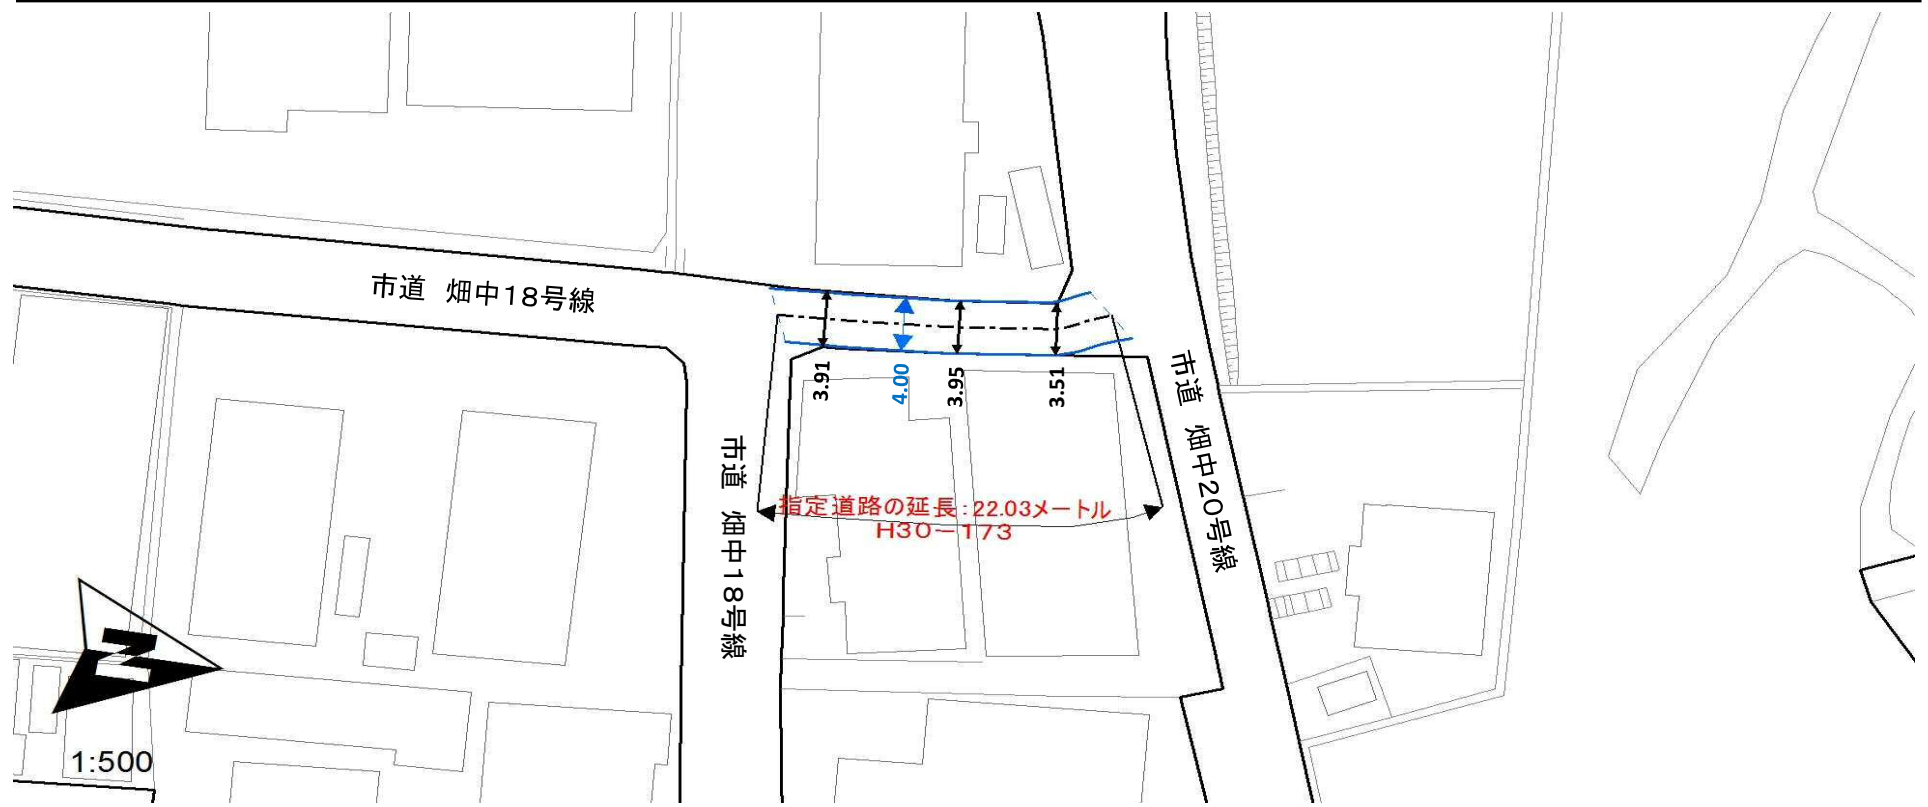 市道 畑中18号線
3.91
4.00
3.95
3.51
市道 畑中20号線
市道 畑中18号線
指定道路の延長:22.03メートル
H30-173
N
1:500